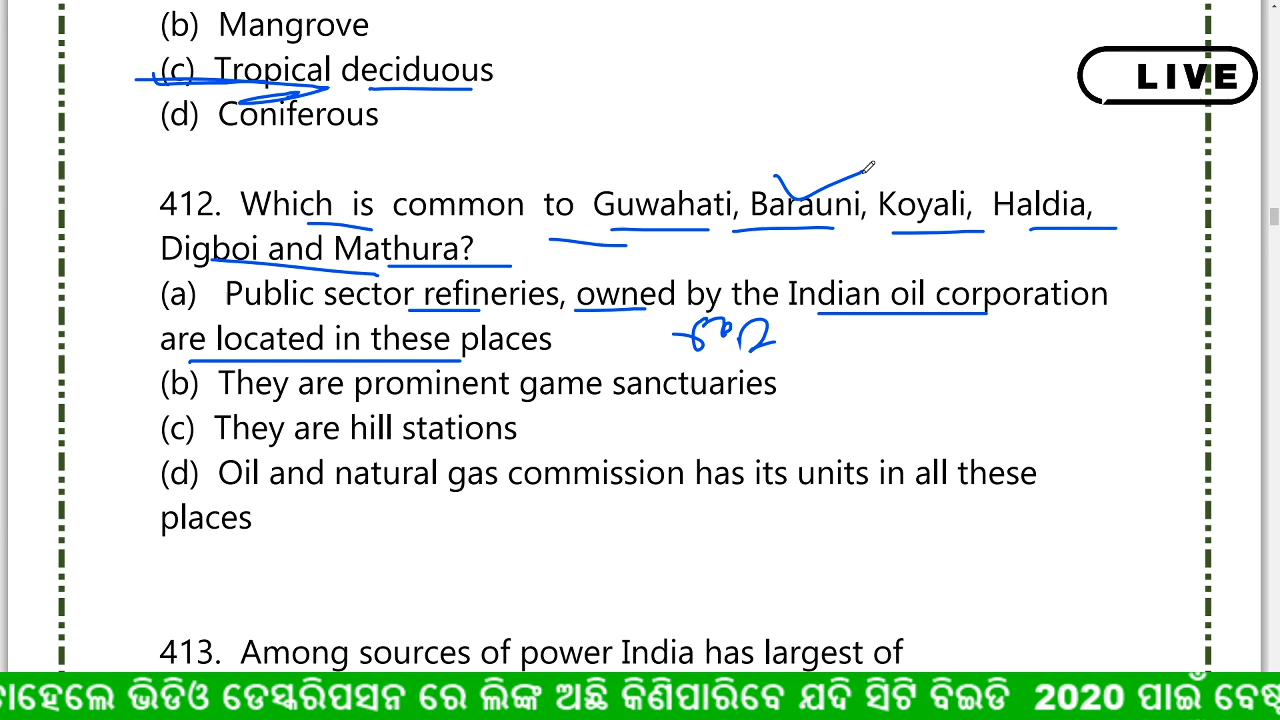 (b) Mangrove
(c) Tropical deciduous
LIVE
(d) Coniferous
412. Which is common to Guwahati, Barauni, Koyali, Haldia,
Digboi and Mathura?
(a) Public sector refineries, owned by the Indian oil corporation
are located in these places
(b) They are prominent game sanctuaries
(c) They are hill stations
(d) Oil and natural gas commission has its units in all these
places
413. Among sources of power India has largest of
ତାହେଲେ ଭିଡିଓ ଡେସ୍କରିପସନ ରେ ଲିଙ୍କ ଅଛି କିଣିପାରିବେ ଯଦି ସିଟି ବିଇଡି 2020 ପାଇଁ